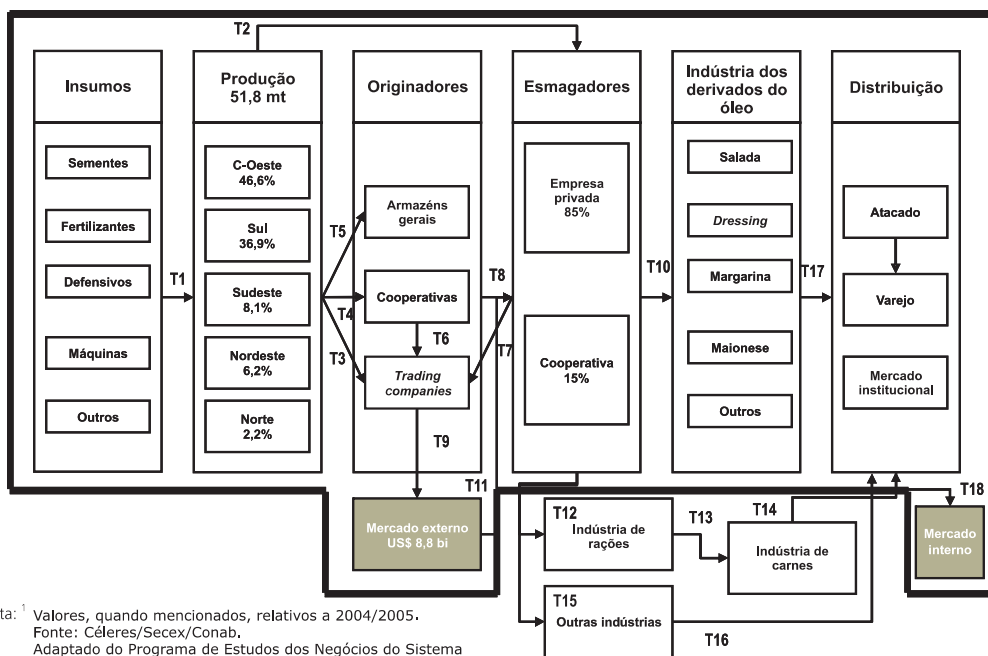 T2
Insumos
Sementes
Fertilizantes
Defensivos
Máquinas
Outros
T1
Produção
51,8 mt
C-Oeste
46,6%
Sul
36,9%
Sudeste
8,1%
Nordeste
6,2%
Norte
2,2%
T5
T4
T3
Originadores
Armazéns
gerais
Cooperativas
T6
Trading
companies
T9
T8
T7
T11
Mercado externo
US$ 8,8 bi
Esmagadores
Empresa
privada
85%
Cooperativa
15%
T10
Indústria dos
derivados do
óleo
Salada
Dressing
Margarina
Maionese
Outros
T17
Distribuição
Atacado
Varejo
Mercado
institucional
T12
Indústria de
rações
T13
T14
Indústria de
carnes
T18
Mercado
interno
T15
Outras indústrias
T16
ta: 1 Valores, quando mencionados, relativos a 2004/2005.
Fonte: Céleres/Secex/Conab.
Adaptado do Programa de Estudos dos Negócios do Sistema